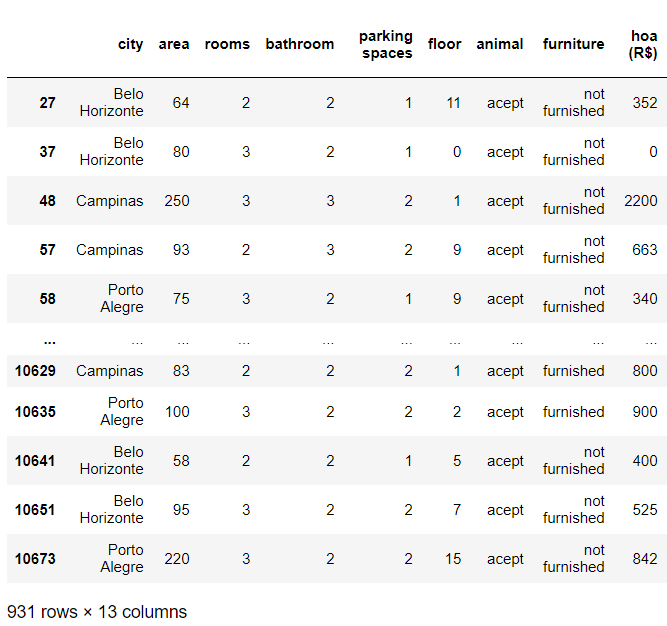 city area rooms bathroom parking spaces floor animal furniture hoa (R$)
27 Belo Horizonte 64 2 2 1 11 acept not furnished 352
37 Belo Horizonte 80 3 2 1 0 acept not furnished 0
48 Campinas 250 3 3 2 1 acept not furnished 2200
57 Campinas 93 2 3 2 9 acept not furnished 663
58 Porto Alegre 75 3 2 1 9 acept not furnished 340
... ... ... ... ... ... ... ... ... ...
10629 Campinas 83 2 2 2 1 acept furnished 800
10635 Porto Alegre 100 3 2 2 2 acept furnished 900
10641 Belo Horizonte 58 2 2 1 5 acept not furnished 400
10651 Belo Horizonte 95 3 2 2 7 acept not furnished 525
10673 Porto Alegre 220 3 2 2 15 acept not furnished 842
931 rows × 13 columns